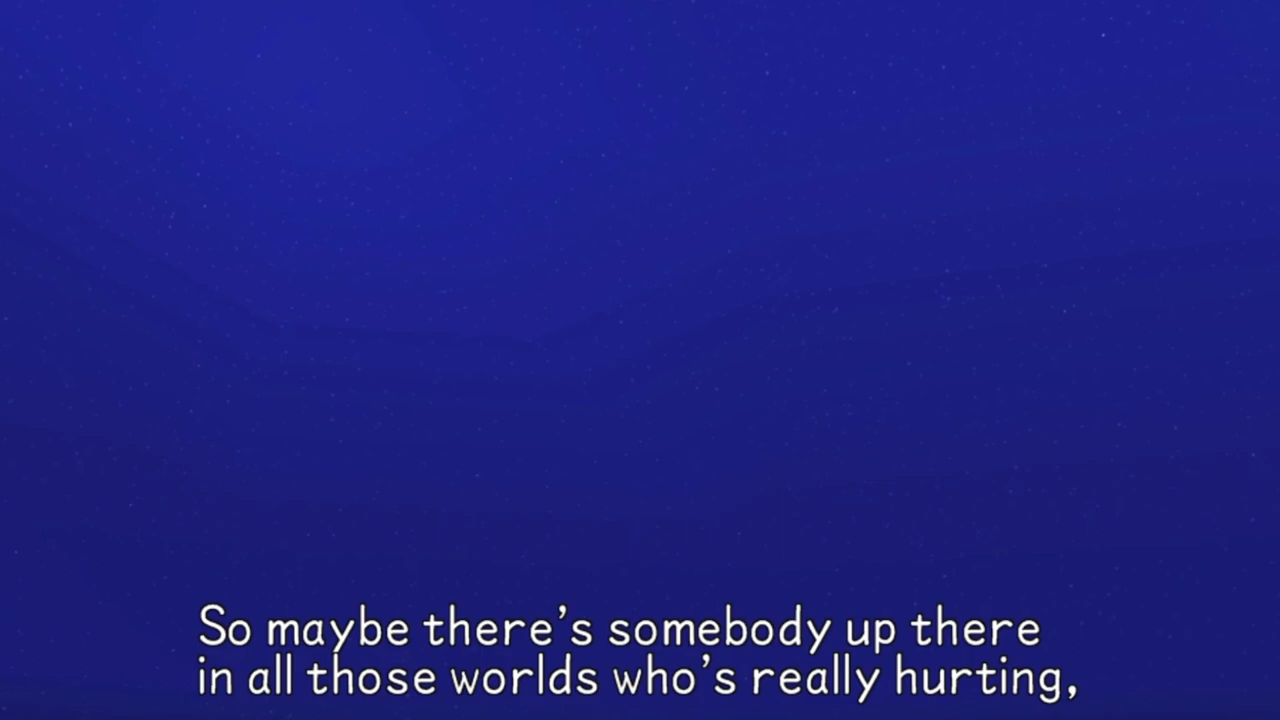 So maybe there’s somebody up there
in all those worlds who’s really hurting,